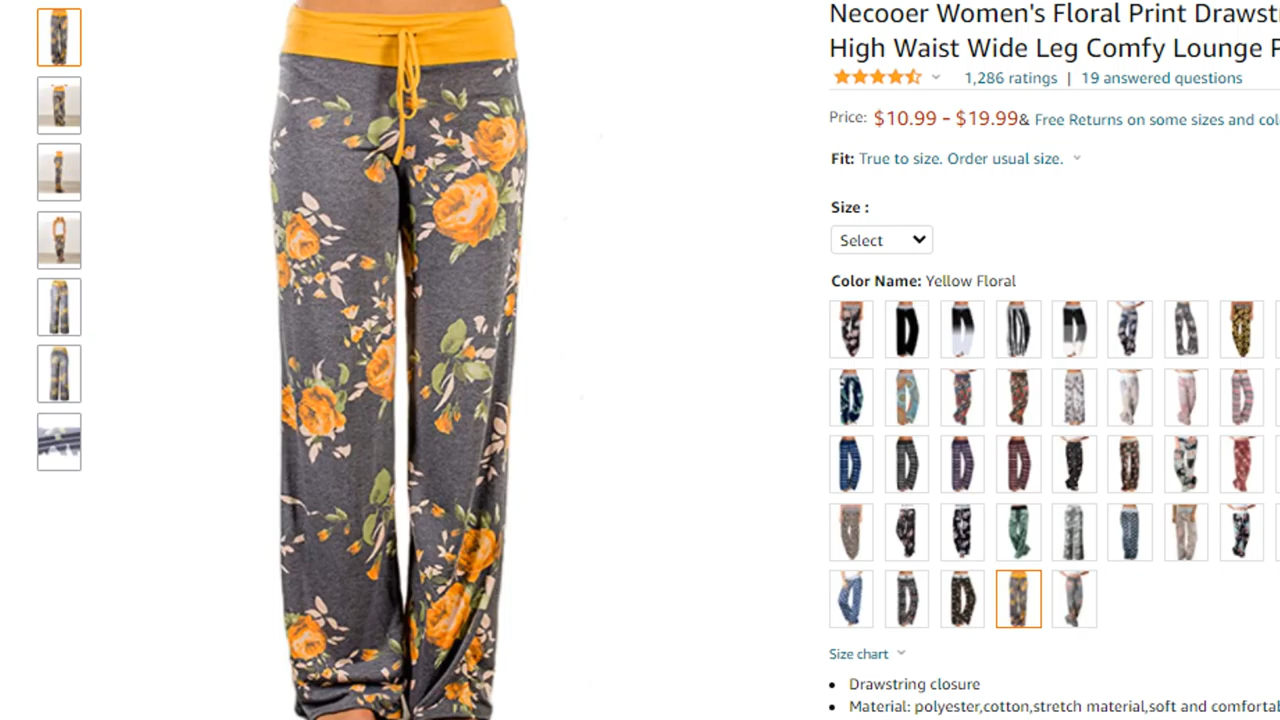 Necooer Women's Floral Print Drawst
High Waist Wide Leg Comfy Lounge P
1,286 ratings | 19 answered questions
Price: $10.99 - $19.99& Free Returns on some sizes and col
Fit: True to size. Order usual size.
Size :
Select
Color Name: Yellow Floral
Size chart
• Drawstring closure
• Material: polyester,cotton,stretch material,soft and comfortab